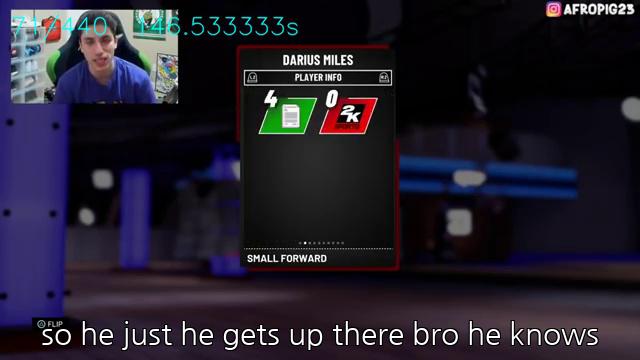 717440 146.533333s
AFROPIG23
DARIUS MILES
PLAYER INFO
4
0
2K
SPORTS
SMALL FORWARD
FLIP
so he just he gets up there bro he knows